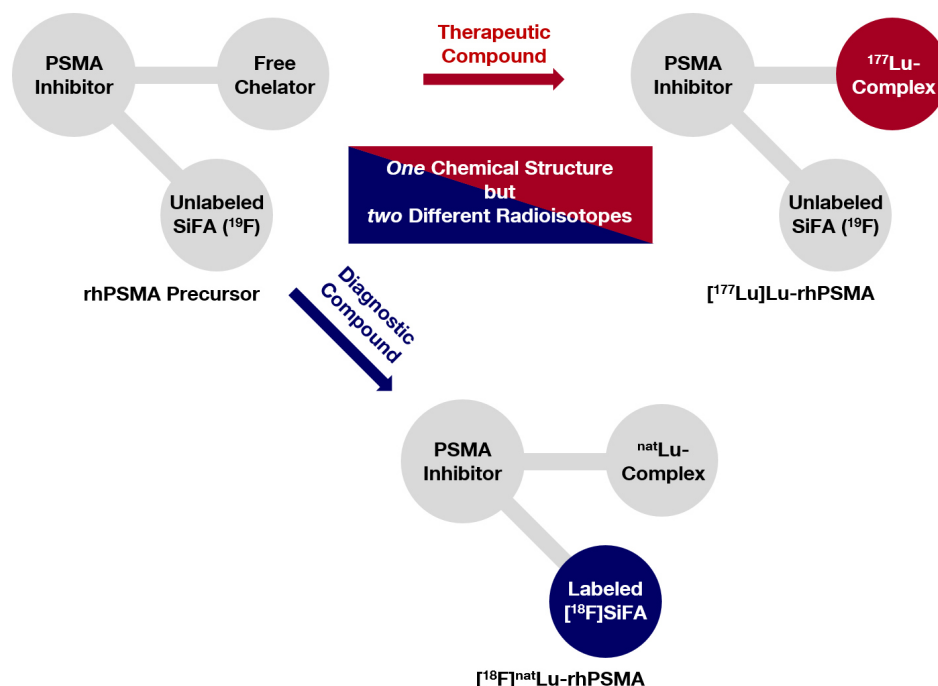 PSMA
Inhibitor
Free
Chelator
Unlabeled
SiFA (¹⁹F)
rhPSMA Precursor
Therapeutic
Compound
PSMA
Inhibitor
¹⁷⁷Lu-
Complex
Unlabeled
SiFA (¹⁹F)
[¹⁷⁷Lu]Lu-rhPSMA
One Chemical Structure
but
two Different Radioisotopes
Diagnostic
Compound
PSMA
Inhibitor
ⁿᵃᵗLu-
Complex
Labeled
[¹⁸F]SiFA
[¹⁸F]ⁿᵃᵗLu-rhPSMA